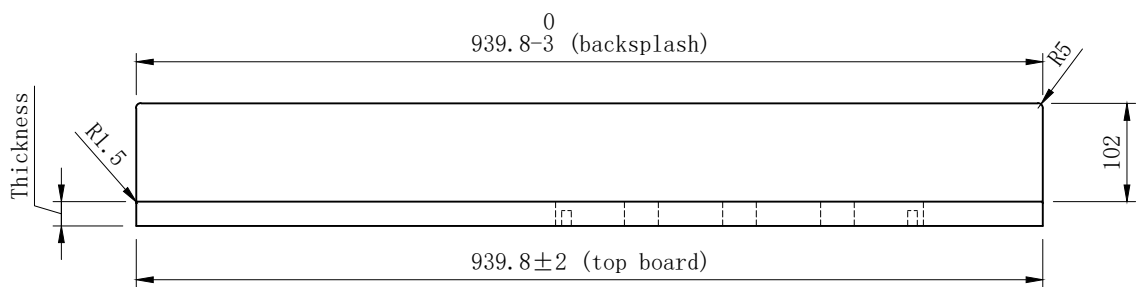 0
939.8-3 (backsplash)
R5
Thickness
R1.5
102
939.8±2 (top board)